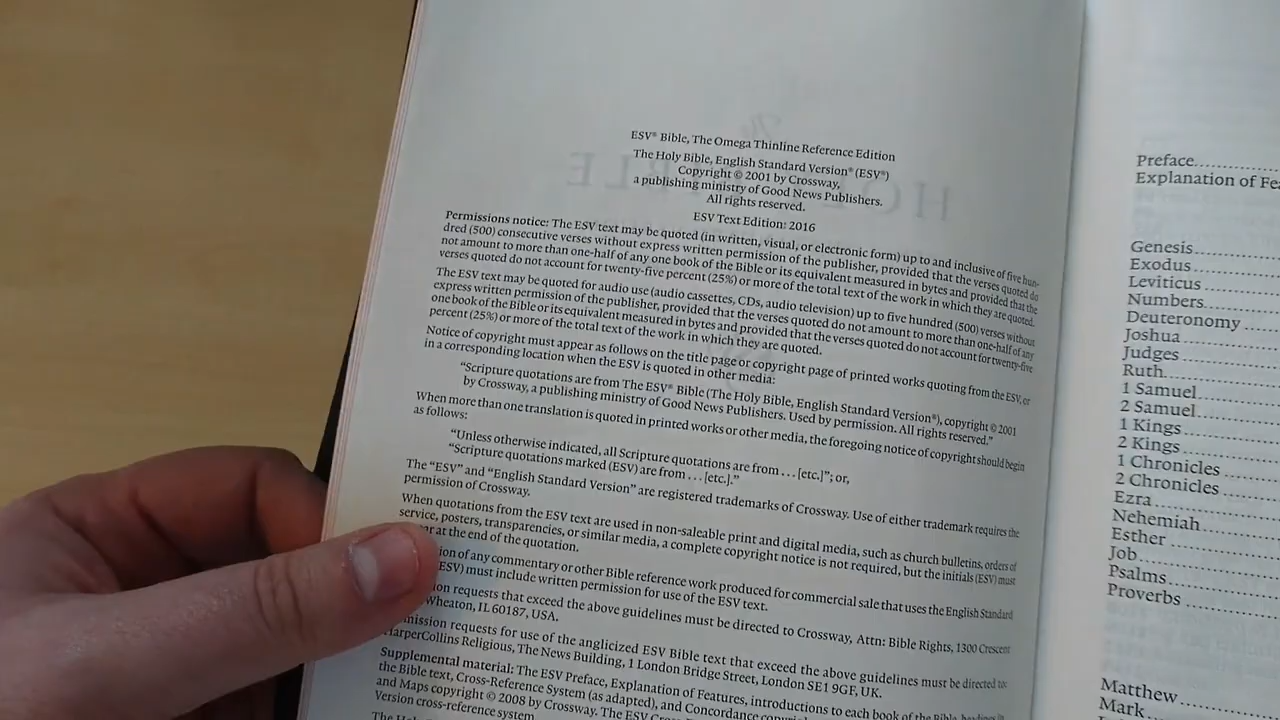 ESV® Bible, The Omega Thinline Reference Edition
The Holy Bible, English Standard Version® (ESV®)
Copyright © 2001 by Crossway,
a publishing ministry of Good News Publishers.
All rights reserved.
ESV Text Edition: 2016
Permissions notice: The ESV text may be quoted (in written, visual, or electronic form) up to and inclusive of five hun-
dred (500) consecutive verses without express written permission of the publisher, provided that the verses quoted do
not amount to more than one-half of any one book of the Bible or its equivalent measured in bytes and provided that the
verses quoted do not account for twenty-five percent (25%) or more of the total text of the work in which they are quoted.
The ESV text may be quoted for audio use (audio cassettes, CDs, audio television) up to five hundred (500) verses without
express written permission of the publisher, provided that the verses quoted do not amount to more than one-half of any
one book of the Bible or its equivalent measured in bytes and provided that the verses quoted do not account for twenty-five
percent (25%) or more of the total text of the work in which they are quoted.
Notice of copyright must appear as follows on the title page or copyright page of printed works quoting from the ESV, or
in a corresponding location when the ESV is quoted in other media:
"Scripture quotations are from The ESV® Bible (The Holy Bible, English Standard Version®), copyright © 2001
by Crossway, a publishing ministry of Good News Publishers. Used by permission. All rights reserved."
When more than one translation is quoted in printed works or other media, the foregoing notice of copyright should begin
as follows:
"Unless otherwise indicated, all Scripture quotations are from . . . [etc.]"; or,
"Scripture quotations marked (ESV) are from . . . [etc.]."
The "ESV" and "English Standard Version" are registered trademarks of Crossway. Use of either trademark requires the
permission of Crossway.
When quotations from the ESV text are used in non-saleable print and digital media, such as church bulletins, orders of
service, posters, transparencies, or similar media, a complete copyright notice is not required, but the initials (ESV) must
at the end of the quotation.
of any commentary or other Bible reference work produced for commercial sale that uses the English Standard
(ESV) must include written permission for use of the ESV text.
requests that exceed the above guidelines must be directed to Crossway, Attn: Bible Rights, 1300 Crescent
Wheaton, IL 60187, USA.
requests for use of the anglicized ESV Bible text that exceed the above guidelines must be directed to:
HarperCollins Religious, The News Building, 1 London Bridge Street, London SE1 9GF, UK.
Supplemental material: The ESV Preface, Explanation of Features, introductions to each book of the Bible, headings in
the Bible text, Cross-Reference System (as adapted), and Concordance
and Maps copyright © 2008 by Crossway. The ESV
Version cross-reference system
Preface
Explanation of
Genesis
Exodus
Leviticus
Numbers
Deuteronomy
Joshua
Judges
Ruth
1 Samuel
2 Samuel
1 Kings
2 Kings
1 Chronicles
2 Chronicles
Ezra
Nehemiah
Esther
Job
Psalms
Proverbs
Matthew
Mark